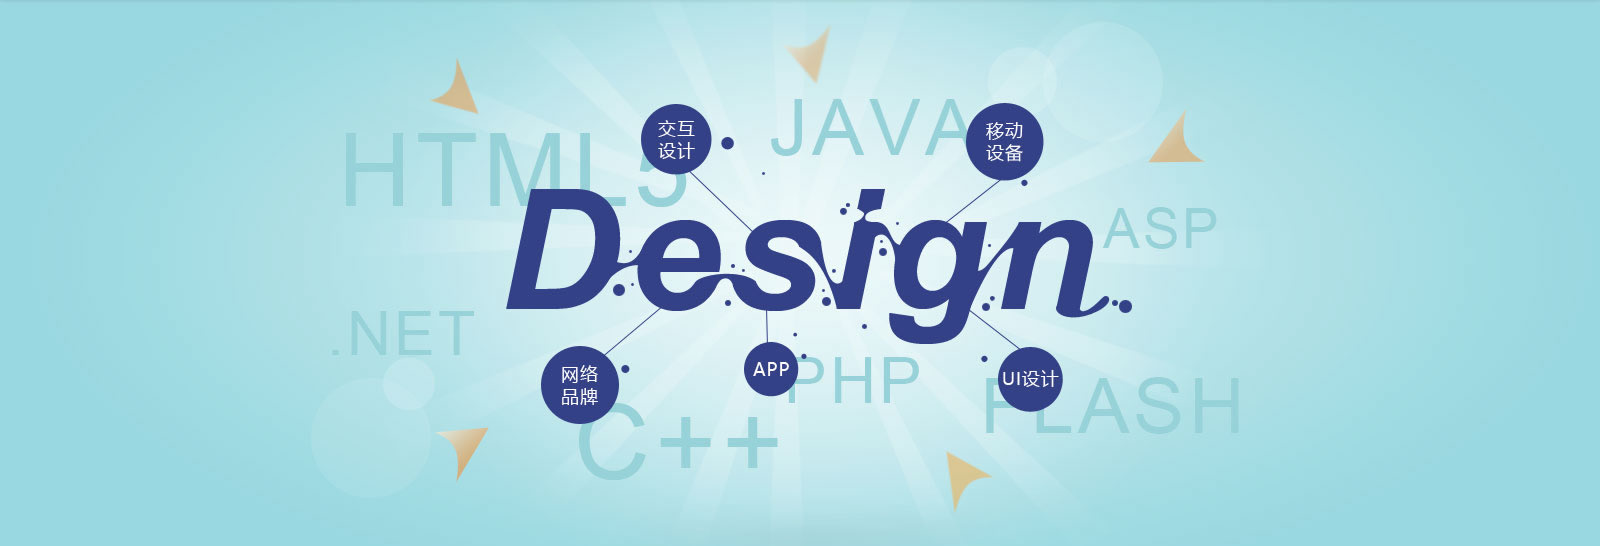 JAVA
交互
设计
移动
设备
HTML5
Design
ASP
.NET
网络
品牌
APP
PHP
UI设计
FLASH
C++